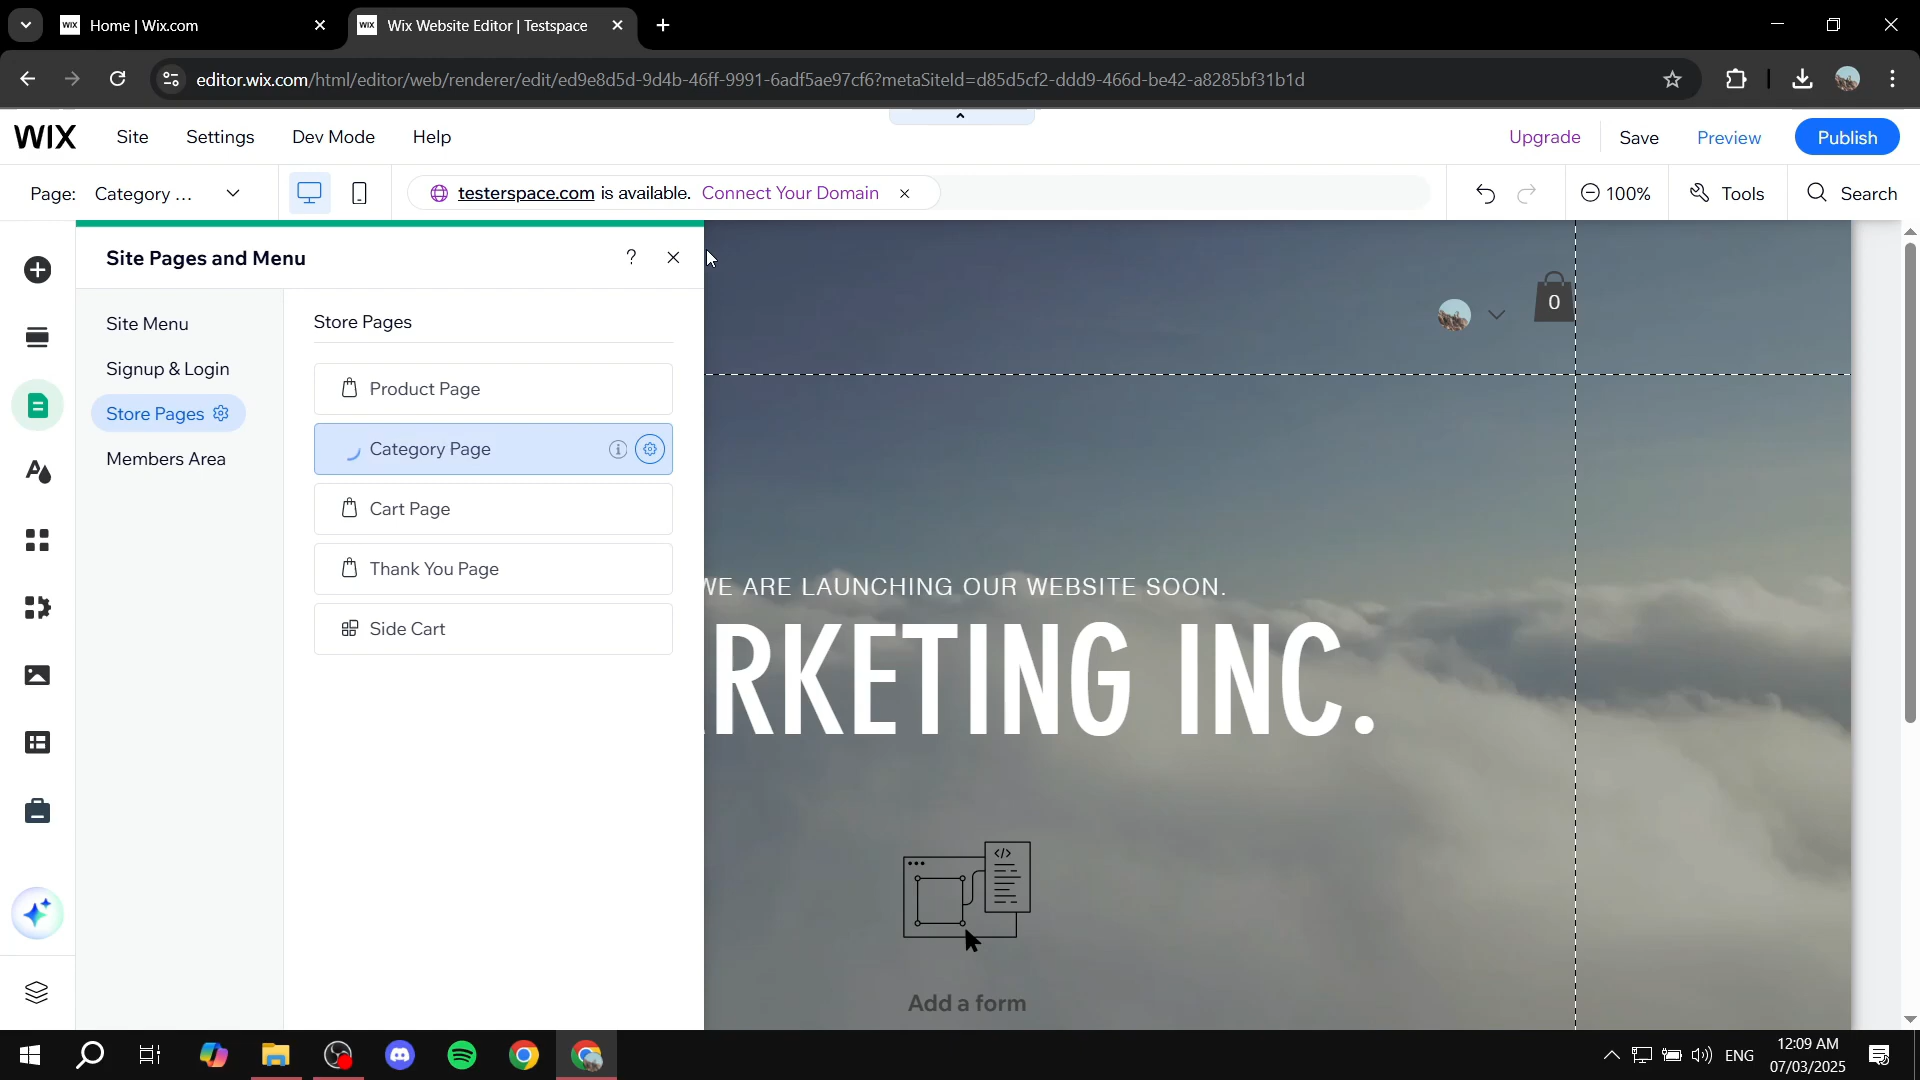 Home | Wix.com
Wix Website Editor | Testspace
editor.wix.com/html/editor/web/renderer/edit/ed9e8d5d-9d4b-46ff-9991-6adf5ae97cf6?metaSiteId=d85d5cf2-ddd9-466d-be42-a8285bf31b1d
WIX
Site
Settings
Dev Mode
Help
Upgrade
Save
Preview
Publish
Page: Category ...
testerspace.com is available. Connect Your Domain
100%
Tools
Search
Site Pages and Menu
?
Site Menu
Signup & Login
Store Pages
Members Area
Store Pages
Product Page
Category Page
Cart Page
Thank You Page
Side Cart
0
WE ARE LAUNCHING OUR WEBSITE SOON.
RKETING INC.
Add a form
ENG
12:09 AM
07/03/2025